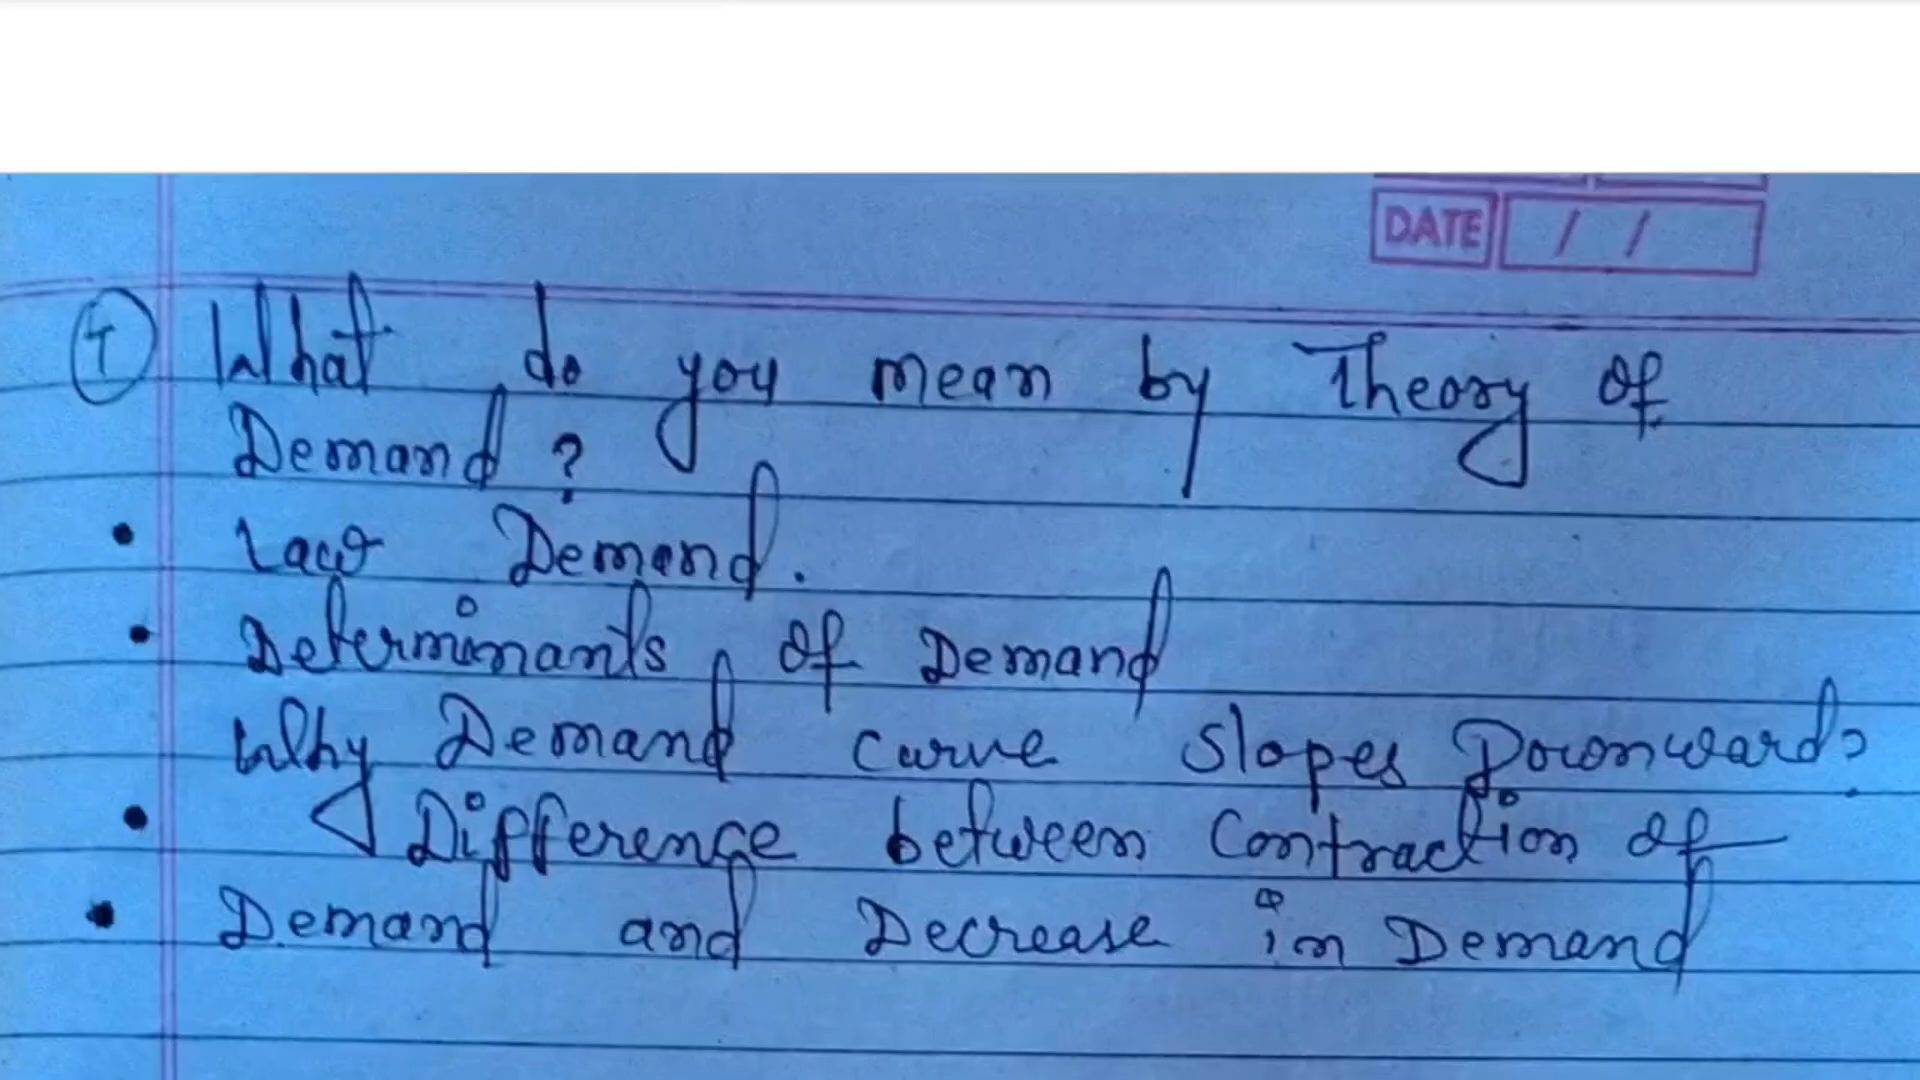 DATE / /
① What do you mean by Theory of
Demand ?
• Law Demand.
• Determinants of Demand
Why Demand curve Slopes Downward?
• Difference between Contraction of
• Demand and Decrease in Demand